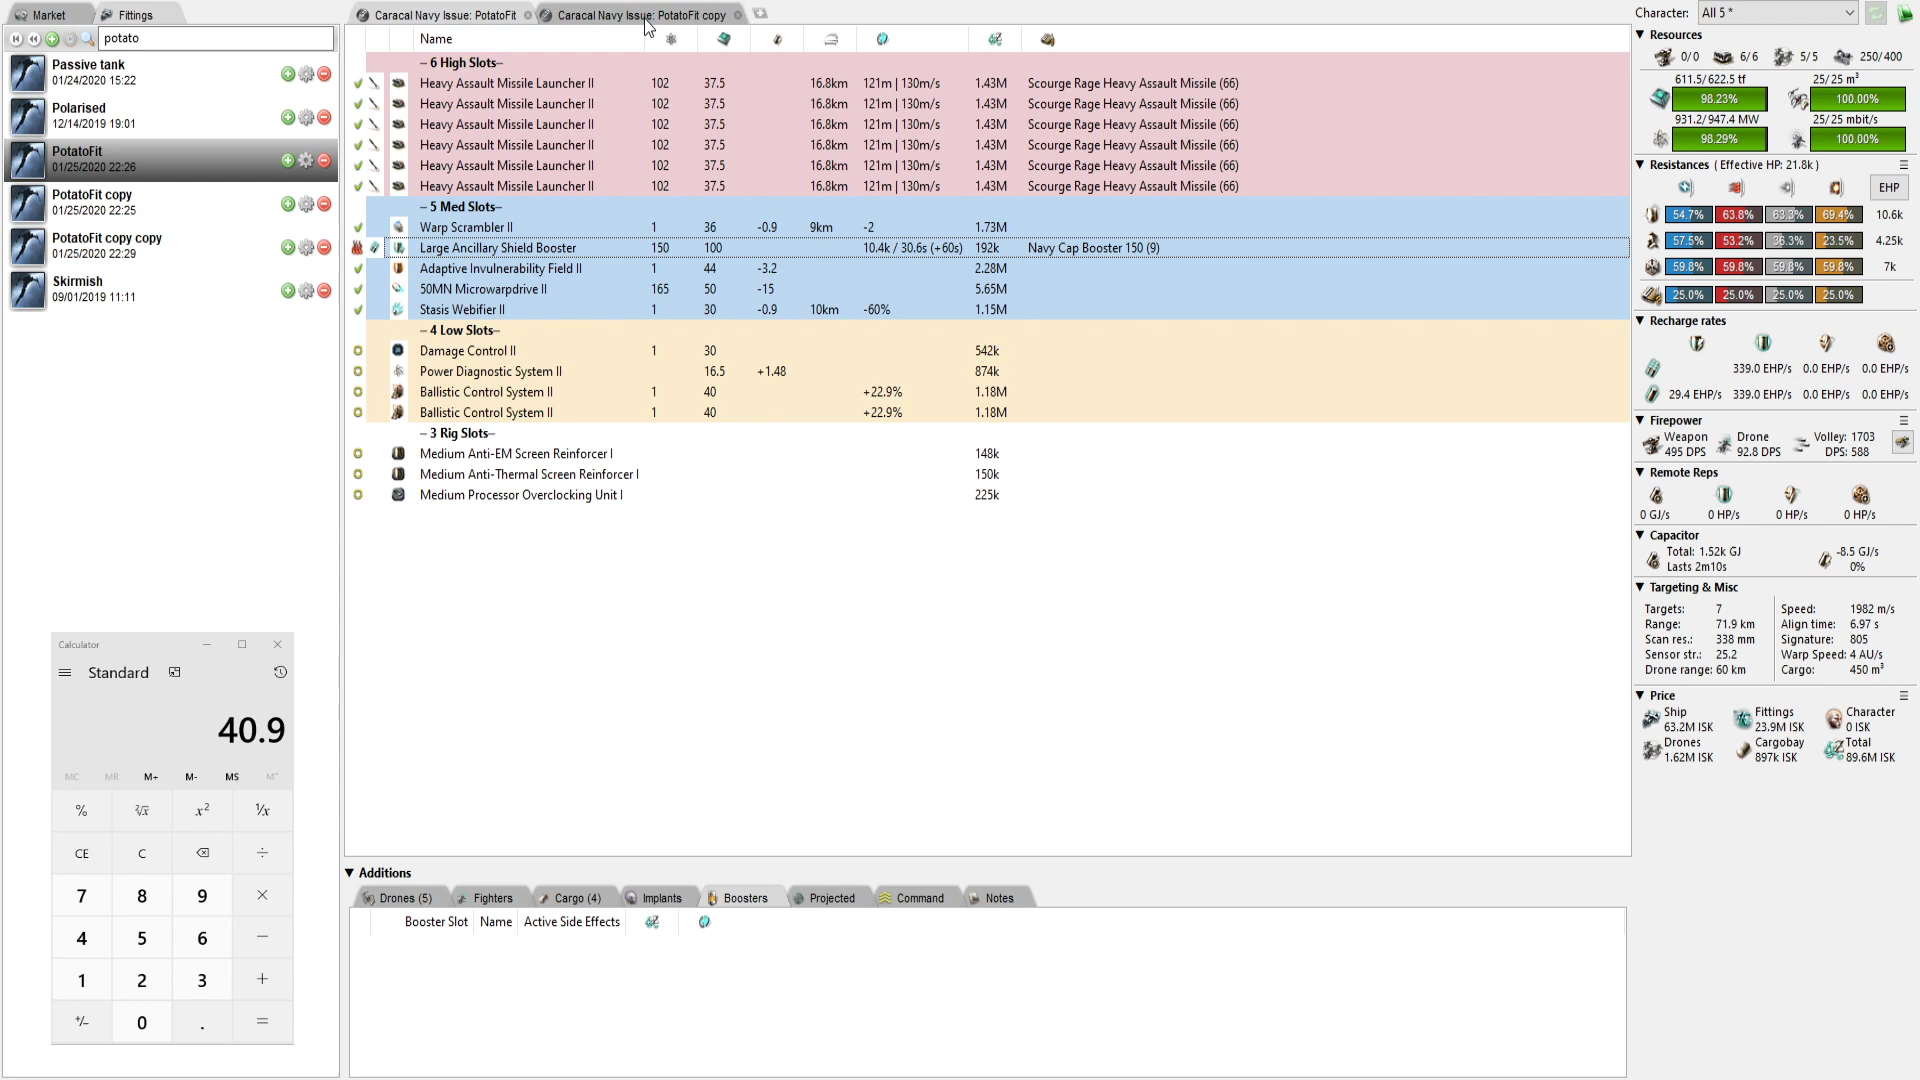 Market
Fittings
potato
Passive tank
01/24/2020 15:22
Polarised
12/14/2019 19:01
PotatoFit
01/25/2020 22:26
PotatoFit copy
01/25/2020 22:25
PotatoFit copy copy
01/25/2020 22:29
Skirmish
09/01/2019 11:11
Calculator
Standard
40.9
MC MR M+ M- MS M˅
% ²√x x² ¹/x
CE C ÷
7 8 9 ×
4 5 6 −
1 2 3 +
+/− 0 . =
Caracal Navy Issue: PotatoFit
Caracal Navy Issue: PotatoFit copy
Name
– 6 High Slots–
Heavy Assault Missile Launcher II 102 37.5 16.8km 121m | 130m/s 1.43M Scourge Rage Heavy Assault Missile (66)
Heavy Assault Missile Launcher II 102 37.5 16.8km 121m | 130m/s 1.43M Scourge Rage Heavy Assault Missile (66)
Heavy Assault Missile Launcher II 102 37.5 16.8km 121m | 130m/s 1.43M Scourge Rage Heavy Assault Missile (66)
Heavy Assault Missile Launcher II 102 37.5 16.8km 121m | 130m/s 1.43M Scourge Rage Heavy Assault Missile (66)
Heavy Assault Missile Launcher II 102 37.5 16.8km 121m | 130m/s 1.43M Scourge Rage Heavy Assault Missile (66)
Heavy Assault Missile Launcher II 102 37.5 16.8km 121m | 130m/s 1.43M Scourge Rage Heavy Assault Missile (66)
– 5 Med Slots–
Warp Scrambler II 1 36 -0.9 9km -2 1.73M
Large Ancillary Shield Booster 150 100 10.4k / 30.6s (+60s) 192k Navy Cap Booster 150 (9)
Adaptive Invulnerability Field II 1 44 -3.2 2.28M
50MN Microwarpdrive II 165 50 -15 5.65M
Stasis Webifier II 1 30 -0.9 10km -60% 1.15M
– 4 Low Slots–
Damage Control II 1 30 542k
Power Diagnostic System II 16.5 +1.48 874k
Ballistic Control System II 1 40 +22.9% 1.18M
Ballistic Control System II 1 40 +22.9% 1.18M
– 3 Rig Slots–
Medium Anti-EM Screen Reinforcer I 148k
Medium Anti-Thermal Screen Reinforcer I 150k
Medium Processor Overclocking Unit I 225k
Additions
Drones (5) Fighters Cargo (4) Implants Boosters Projected Command Notes
Booster Slot Name Active Side Effects
Character: All 5 *
Resources
0/0 6/6 5/5 250/400
611.5/622.5 tf 25/25 m³
98.23% 100.00%
931.2/947.4 MW 25/25 mbit/s
98.29% 100.00%
Resistances (Effective HP: 21.8k)
EHP
54.7% 63.8% 63.3% 69.4% 10.6k
57.5% 53.2% 36.3% 23.5% 4.25k
59.8% 59.8% 59.8% 59.8% 7k
25.0% 25.0% 25.0% 25.0%
Recharge rates
339.0 EHP/s 0.0 EHP/s 0.0 EHP/s
29.4 EHP/s 339.0 EHP/s 0.0 EHP/s 0.0 EHP/s
Firepower
Weapon Drone Volley: 1703
495 DPS 92.8 DPS DPS: 588
Remote Reps
0 GJ/s 0 HP/s 0 HP/s 0 HP/s
Capacitor
Total: 1.52k GJ -8.5 GJ/s
Lasts 2m10s 0%
Targeting & Misc
Targets: 7 Speed: 1982 m/s
Range: 71.9 km Align time: 6.97 s
Scan res.: 338 mm Signature: 805
Sensor str.: 25.2 Warp Speed: 4 AU/s
Drone range: 60 km Cargo: 450 m³
Price
Ship Fittings Character
63.2M ISK 23.9M ISK 0 ISK
Drones Cargobay Total
1.62M ISK 897k ISK 89.6M ISK